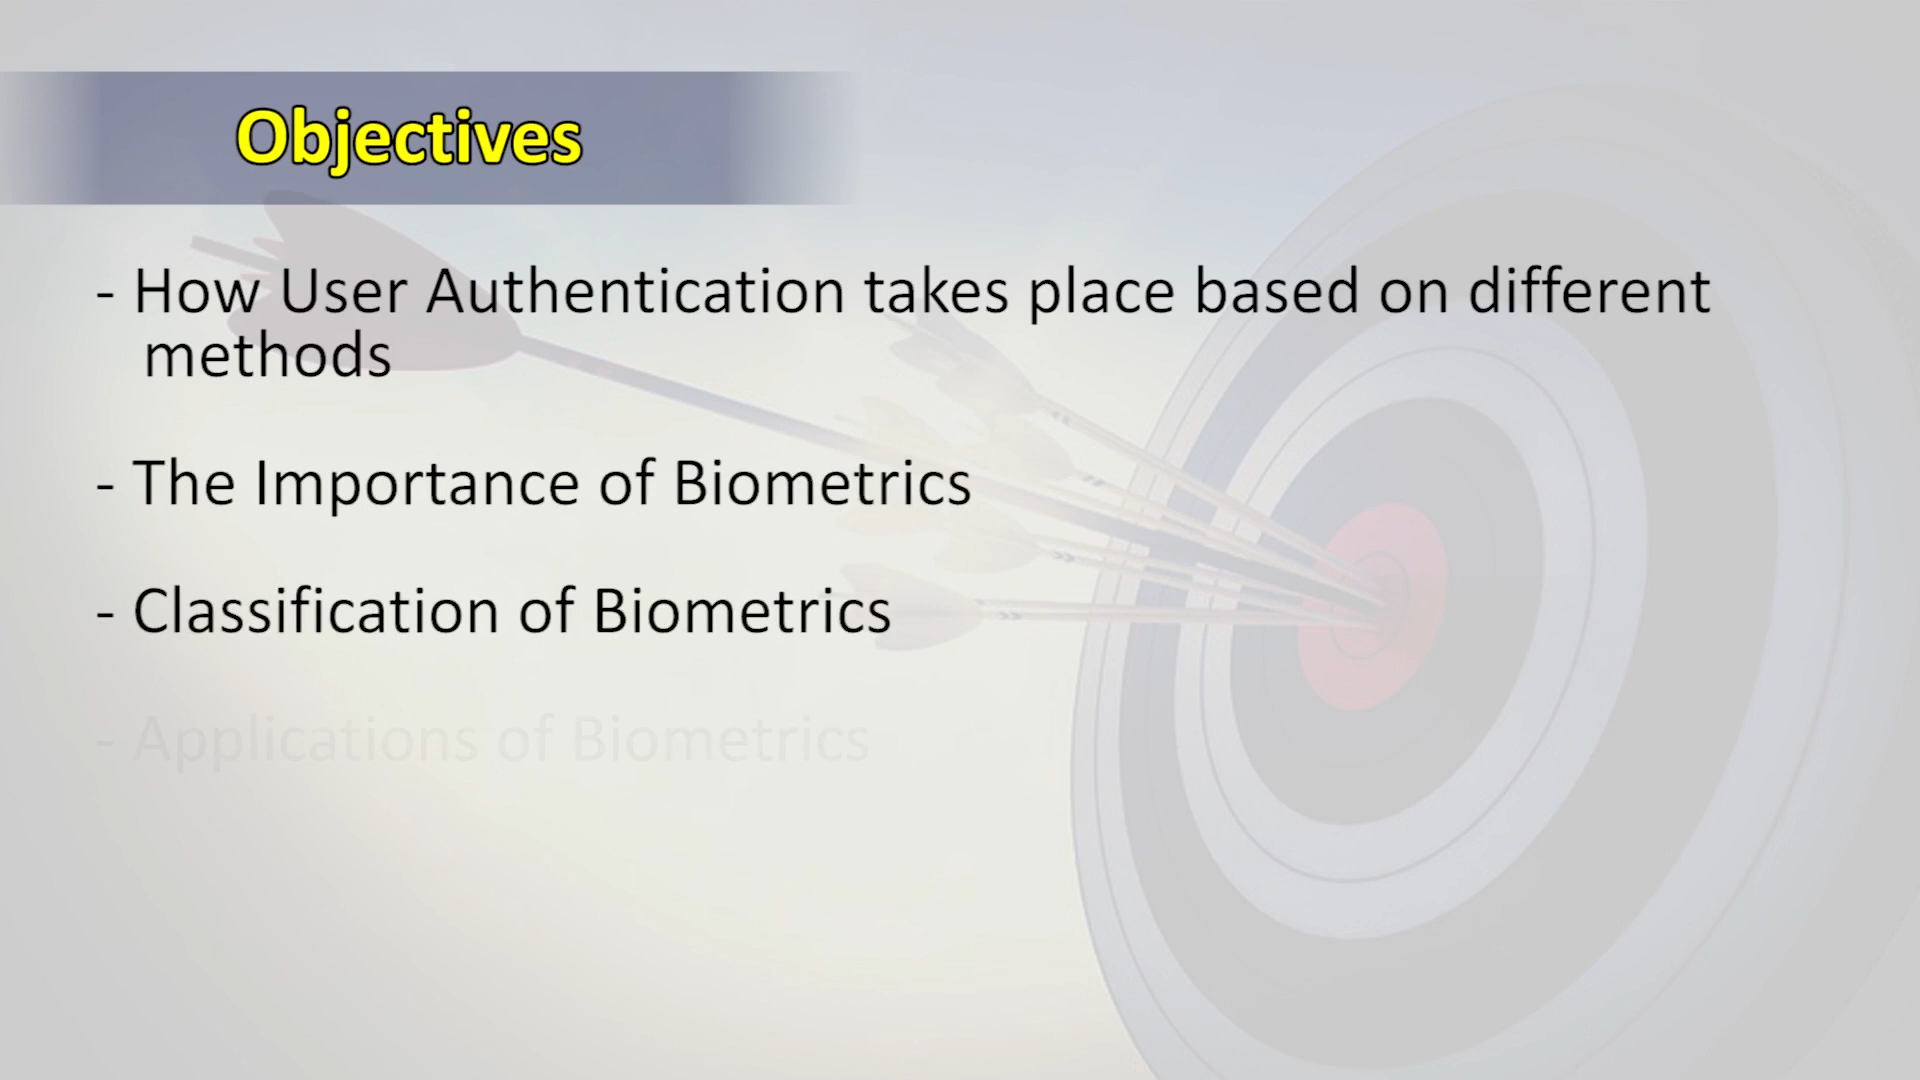 Objectives
- How User Authentication takes place based on different
methods
- The Importance of Biometrics
- Classification of Biometrics
- Applications of Biometrics